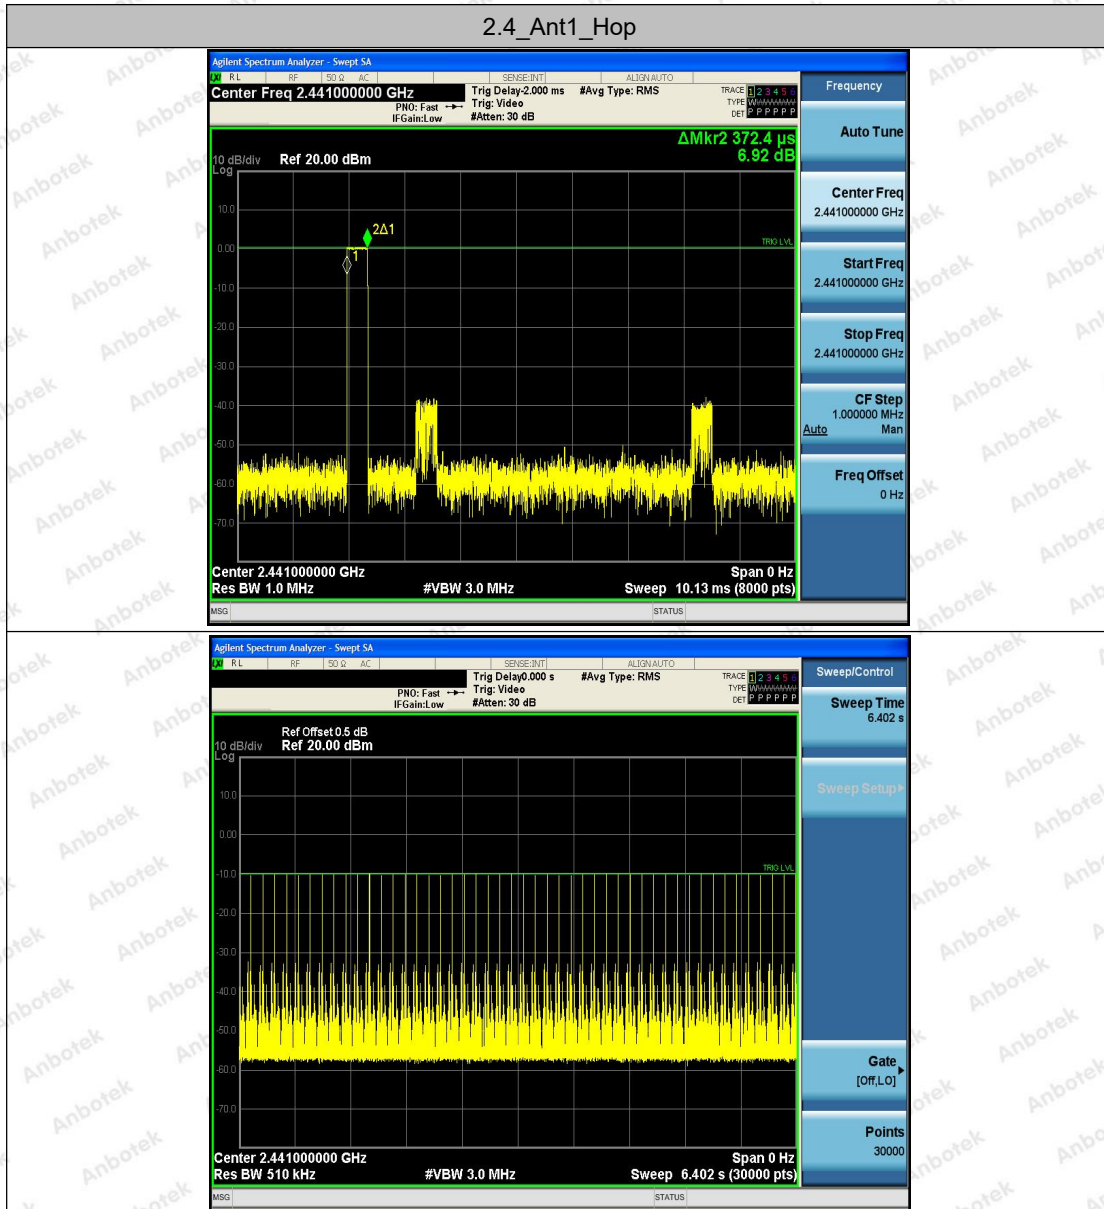 2.4_Ant1_Hop
Agilent Spectrum Analyzer - Swept SA
RL RF 50 Ω AC SENSE:INT ALIGN AUTO
Center Freq 2.441000000 GHz
PNO: Fast
IFGain:Low
Trig Delay-2.000 ms
Trig: Video
#Atten: 30 dB
#Avg Type: RMS
TRACE 1 2 3 4 5 6
TYPE
DET P P P P P P
ΔMkr2 372.4 µs
6.92 dB
10 dB/div Ref 20.00 dBm
Log
10.0
0.00
-10.0
-20.0
-30.0
-40.0
-50.0
-60.0
-70.0
2Δ1
1
TRIG LVL
Center 2.441000000 GHz Span 0 Hz
Res BW 1.0 MHz #VBW 3.0 MHz Sweep 10.13 ms (8000 pts)
MSG STATUS
Frequency
Auto Tune
Center Freq
2.441000000 GHz
Start Freq
2.441000000 GHz
Stop Freq
2.441000000 GHz
CF Step
1.000000 MHz
Auto Man
Freq Offset
0 Hz
Agilent Spectrum Analyzer - Swept SA
RL RF 50 Ω AC SENSE:INT ALIGN AUTO
PNO: Fast
IFGain:Low
Trig Delay0.000 s
Trig: Video
#Atten: 30 dB
#Avg Type: RMS
TRACE 1 2 3 4 5 6
TYPE
DET P P P P P P
Ref Offset 0.5 dB
10 dB/div Ref 20.00 dBm
Log
10.0
0.00
-10.0
-20.0
-30.0
-40.0
-50.0
-60.0
-70.0
TRIG LVL
Center 2.441000000 GHz Span 0 Hz
Res BW 510 kHz #VBW 3.0 MHz Sweep 6.402 s (30000 pts)
MSG STATUS
Sweep/Control
Sweep Time
6.402 s
Sweep Setup
Gate
[Off,LO]
Points
30000
Anbotek